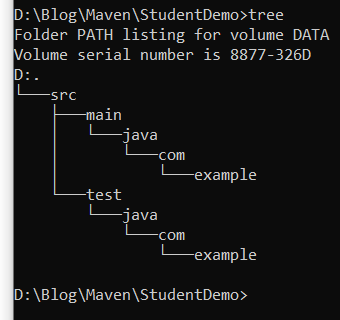 D:\Blog\Maven\StudentDemo>tree
Folder PATH listing for volume DATA
Volume serial number is 8877-326D
D:.
└───src
    ├───main
    │   └───java
    │       └───com
    │           └───example
    └───test
        └───java
            └───com
                └───example
D:\Blog\Maven\StudentDemo>